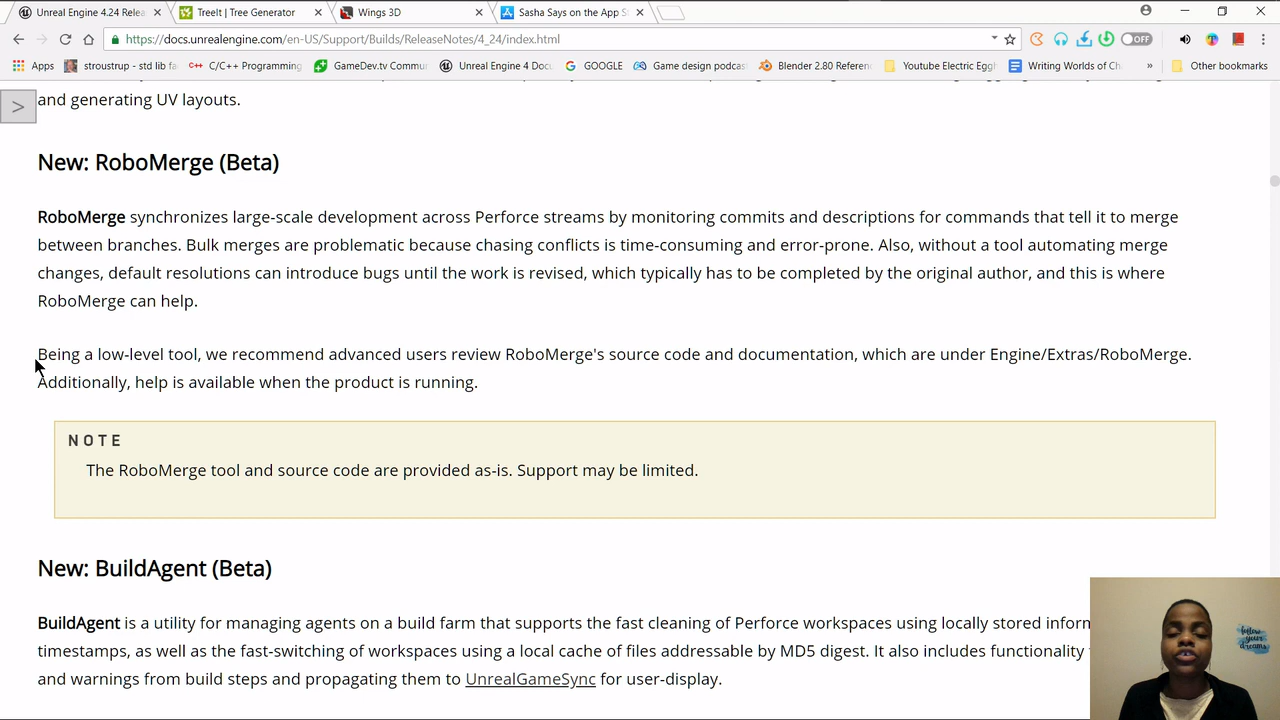 Unreal Engine 4.24 Release
TreeIt | Tree Generator
Wings 3D
Sasha Says on the App S
https://docs.unrealengine.com/en-US/Support/Builds/ReleaseNotes/4_24/index.html
OFF
Apps
stroustrup - std lib fa
C/C++ Programming
GameDev.tv Commu
Unreal Engine 4 Docu
GOOGLE
Game design podcast
Blender 2.80 Referen
Youtube Electric Eggh
Writing Worlds of Ch
»
Other bookmarks
and generating UV layouts.
>
New: RoboMerge (Beta)
RoboMerge synchronizes large-scale development across Perforce streams by monitoring commits and descriptions for commands that tell it to merge
between branches. Bulk merges are problematic because chasing conflicts is time-consuming and error-prone. Also, without a tool automating merge
changes, default resolutions can introduce bugs until the work is revised, which typically has to be completed by the original author, and this is where
RoboMerge can help.
Being a low-level tool, we recommend advanced users review RoboMerge's source code and documentation, which are under Engine/Extras/RoboMerge.
Additionally, help is available when the product is running.
NOTE
The RoboMerge tool and source code are provided as-is. Support may be limited.
New: BuildAgent (Beta)
BuildAgent is a utility for managing agents on a build farm that supports the fast cleaning of Perforce workspaces using locally stored inform
timestamps, as well as the fast-switching of workspaces using a local cache of files addressable by MD5 digest. It also includes functionality
and warnings from build steps and propagating them to UnrealGameSync for user-display.
follow
your
dreams